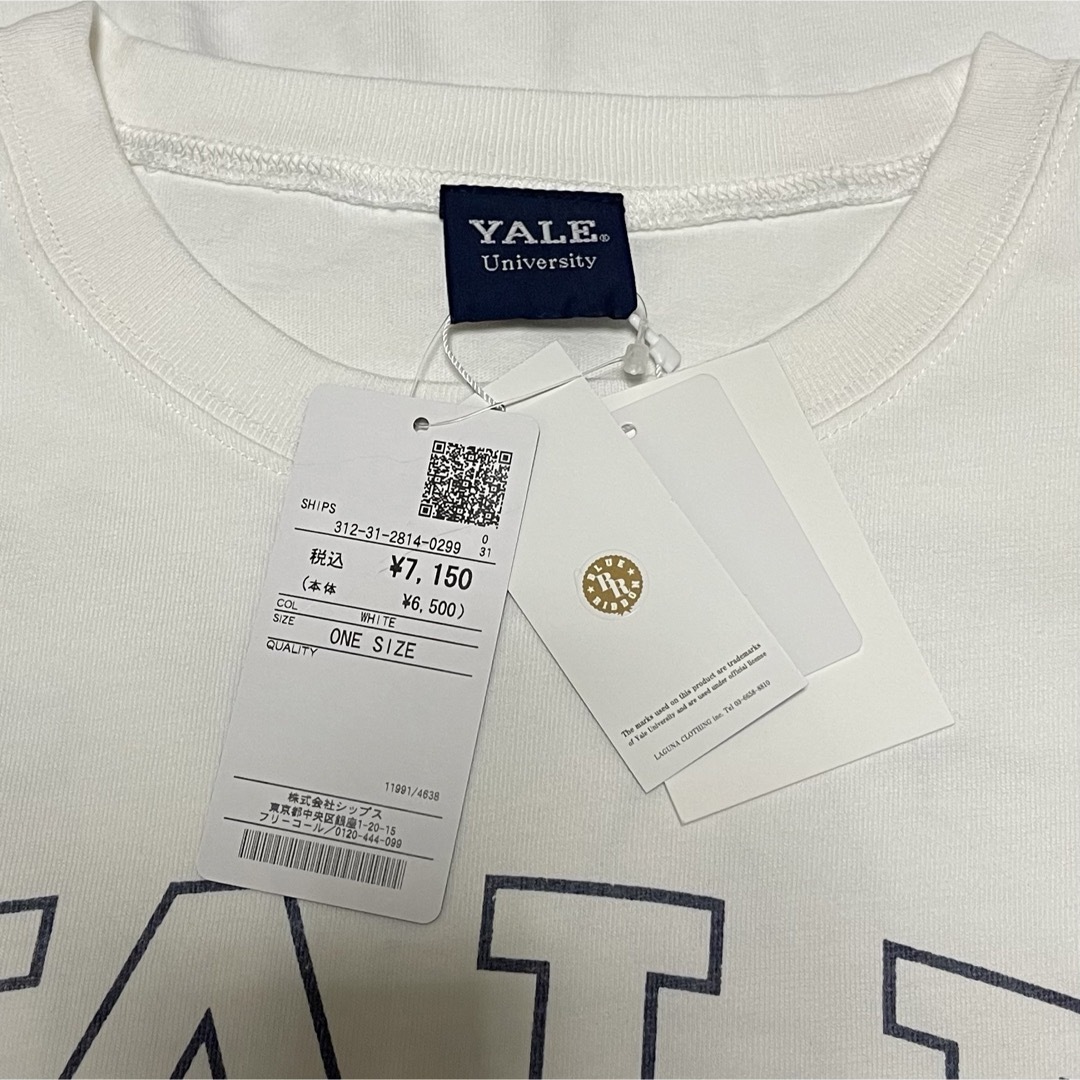 YALE®
University
SHIPS
312-31-2814-0299
0
31
税込 ¥7,150
(本体 ¥6,500)
COL WHITE
SIZE ONE SIZE
QUALITY
11991/4638
株式会社シップス
東京都中央区銀座1-20-15
フリーコール/0120-444-099
BLUE
RIBBON
BR
The marks used on this product are trademarks
of Yale University and are used under official license
LAGUNA CLOTHING Inc. Tel 03-6658-8810
YALE